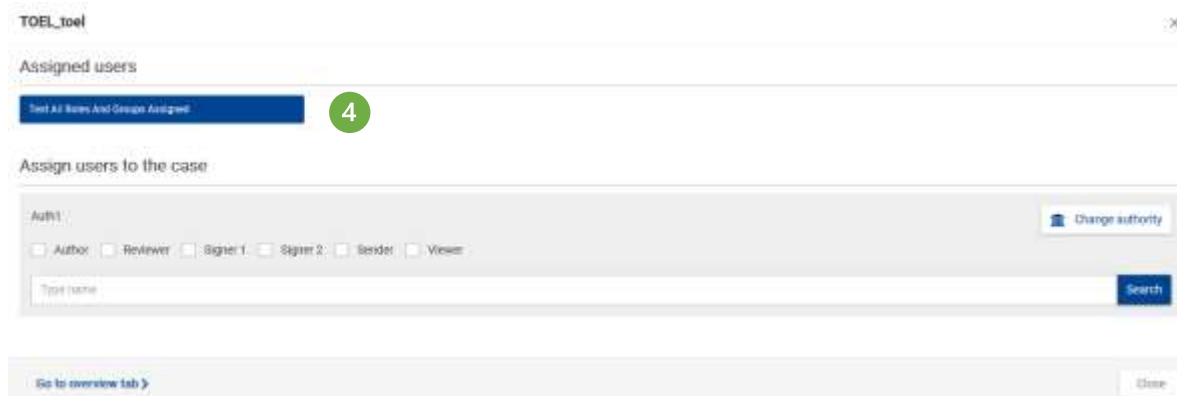 TOEL_toel
Assigned users
Test All Roles And Groups Assigned
4
Assign users to the case
Auth1
Change authority
Author Reviewer Signer 1 Signer 2 Sender Viewer
Type name
Search
Go to overview tab
Close